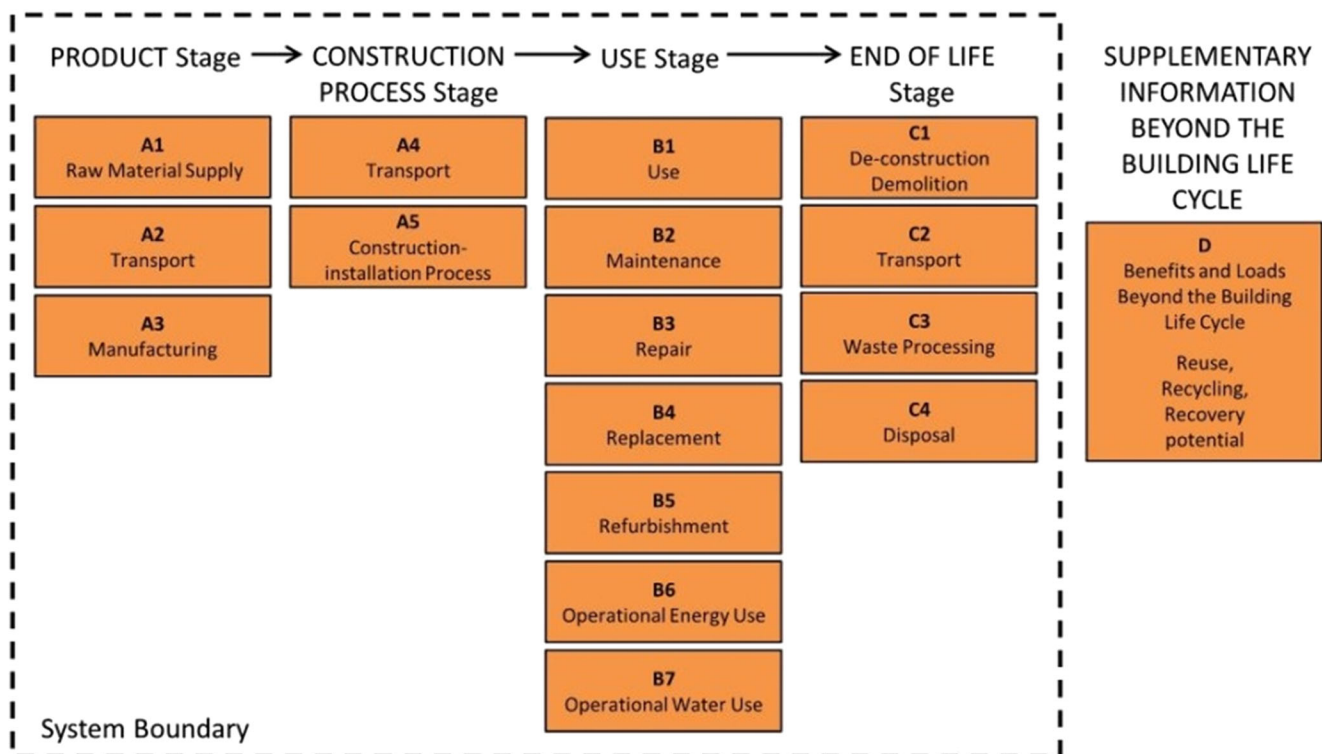 PRODUCT Stage
A1
Raw Material Supply
A2
Transport
A3
Manufacturing
CONSTRUCTION
PROCESS Stage
A4
Transport
A5
Construction-
installation Process
USE Stage
B1
Use
B2
Maintenance
B3
Repair
B4
Replacement
B5
Refurbishment
B6
Operational Energy Use
B7
Operational Water Use
END OF LIFE
Stage
C1
De-construction
Demolition
C2
Transport
C3
Waste Processing
C4
Disposal
System Boundary
SUPPLEMENTARY
INFORMATION
BEYOND THE
BUILDING LIFE
CYCLE
D
Benefits and Loads
Beyond the Building
Life Cycle
Reuse,
Recycling,
Recovery
potential